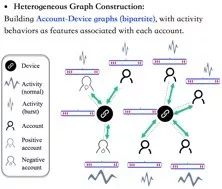 • Heterogeneous Graph Construction:
Building Account-Device graphs (bipartite), with activity
behaviors as features associated with each account.
Device
Activity
(normal)
Activity
(burst)
Account
Positive
account
Negative
account